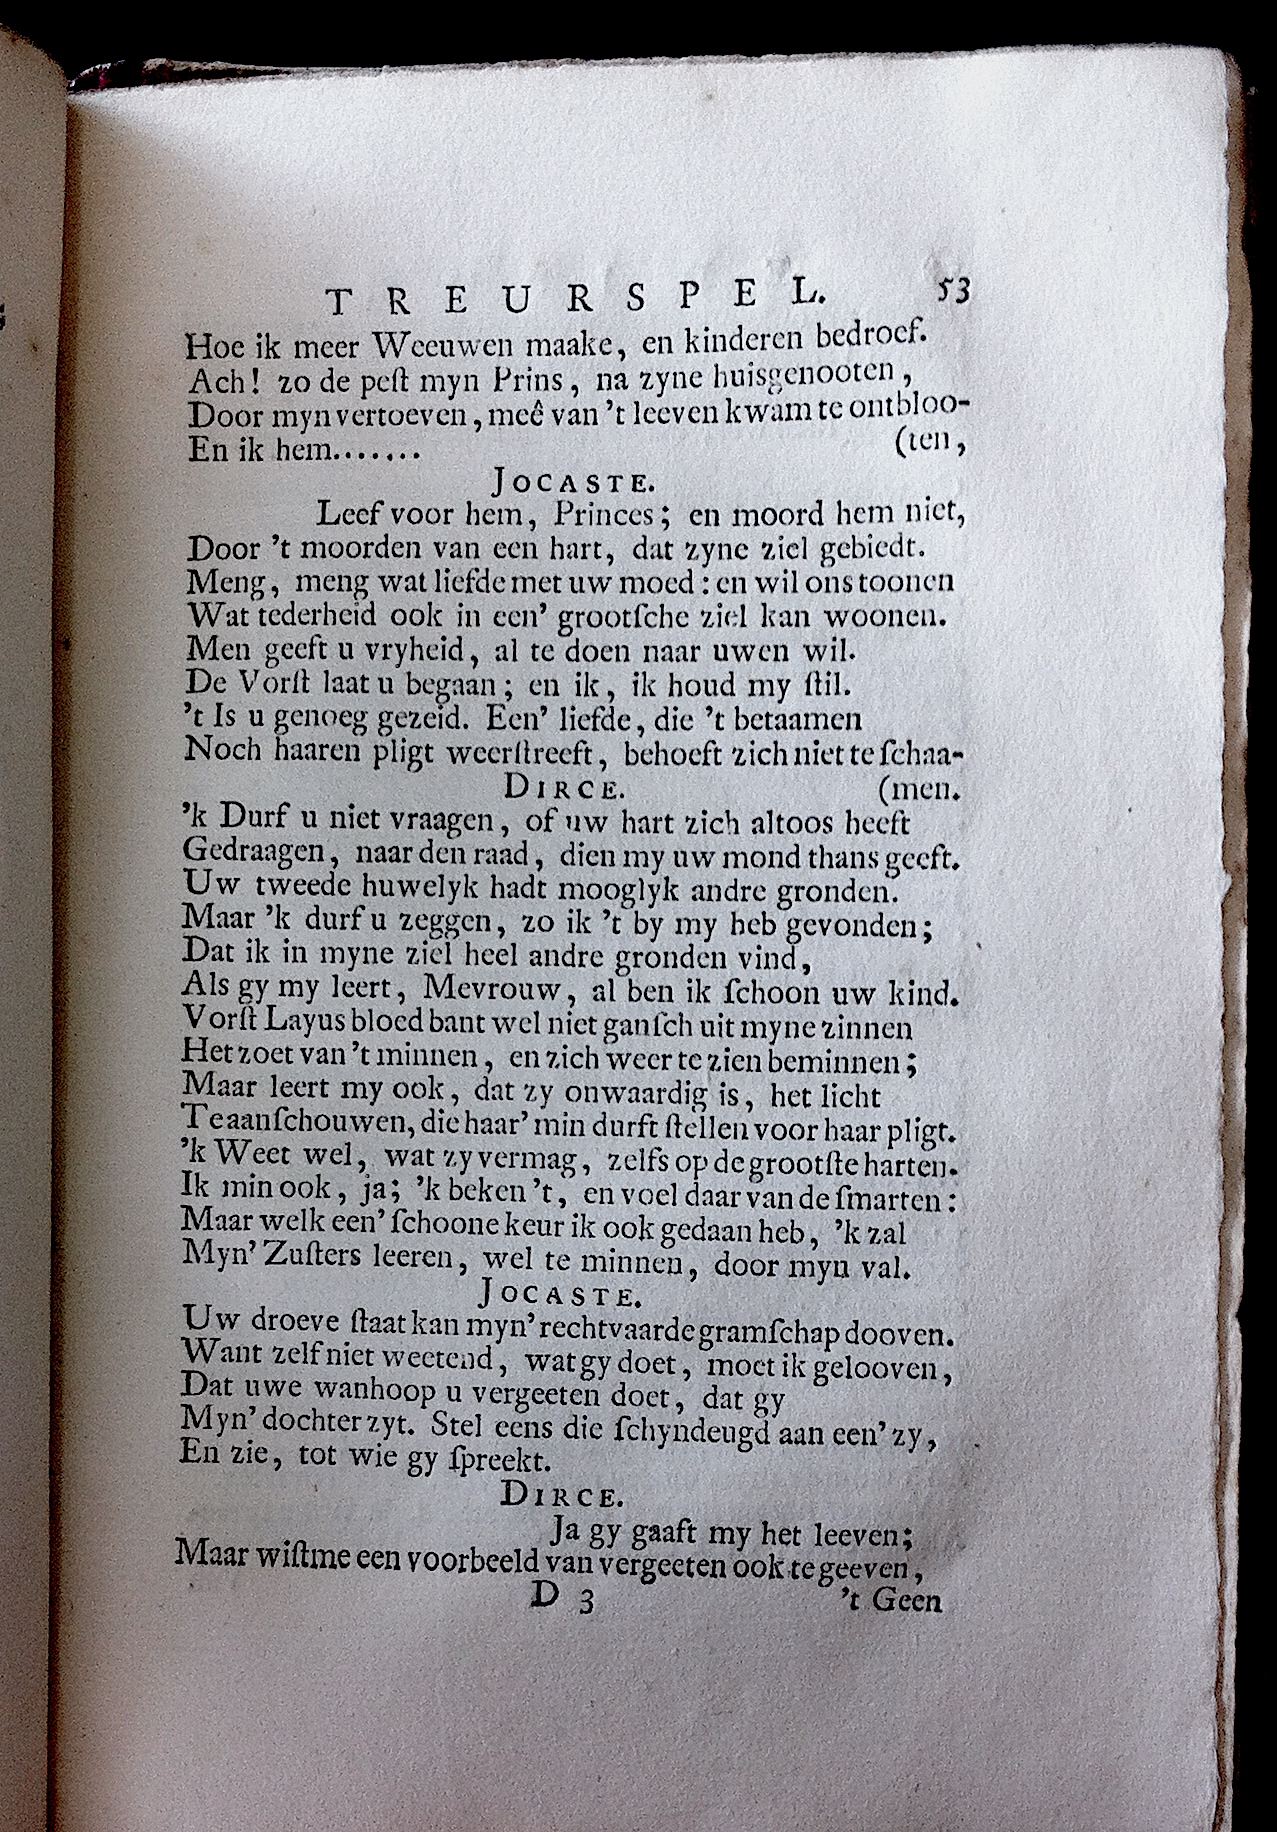 TREURSPEL. 53
Hoe ik meer Weeuwen maake, en kinderen bedroef.
Ach! zo de peſt myn Prins, na zyne huisgenooten,
Door myn vertoeven, meê van 't leeven kwam te ontbloo-
En ik hem....... (ten,
JOCASTE.
Leef voor hem, Princes; en moord hem niet,
Door 't moorden van een hart, dat zyne ziel gebiedt.
Meng, meng wat liefde met uw moed: en wil ons toonen
Wat tederheid ook in een' grootſche ziel kan woonen.
Men geeft u vryheid, al te doen naar uwen wil.
De Vorſt laat u begaan; en ik, ik houd my ſtil.
't Is u genoeg gezeid. Een' liefde, die 't betaamen
Noch haaren pligt weerſtreeft, behoeft zich niet te ſchaa-
DIRCE. (men.
'k Durf u niet vraagen, of uw hart zich altoos heeft
Gedraagen, naar den raad, dien my uw mond thans geeft.
Uw tweede huwelyk hadt mooglyk andre gronden.
Maar 'k durf u zeggen, zo ik 't by my heb gevonden;
Dat ik in myne ziel heel andre gronden vind,
Als gy my leert, Mevrouw, al ben ik ſchoon uw kind.
Vorſt Layus bloed bant wel niet ganſch uit myne zinnen
Het zoet van 't minnen, en zich weer te zien beminnen;
Maar leert my ook, dat zy onwaardig is, het licht
Te aanſchouwen, die haar' min durft ſtellen voor haar pligt.
'k Weet wel, wat zy vermag, zelfs op de grootſte harten.
Ik min ook, ja; 'k beken 't, en voel daar van de ſmarten:
Maar welk een' ſchoone keur ik ook gedaan heb, 'k zal
Myn' Zuſters leeren, wel te minnen, door myn val.
JOCASTE.
Uw droeve ſtaat kan myn' rechtvaarde gramſchap dooven.
Want zelf niet weetend, wat gy doet, moet ik gelooven,
Dat uwe wanhoop u vergeeten doet, dat gy
Myn' dochter zyt. Stel eens die ſchyndeugd aan een' zy,
En zie, tot wie gy ſpreekt.
DIRCE.
Ja gy gaaft my het leeven;
Maar wiſt me een voorbeeld van vergeeten ook te geeven,
D 3 't Geen